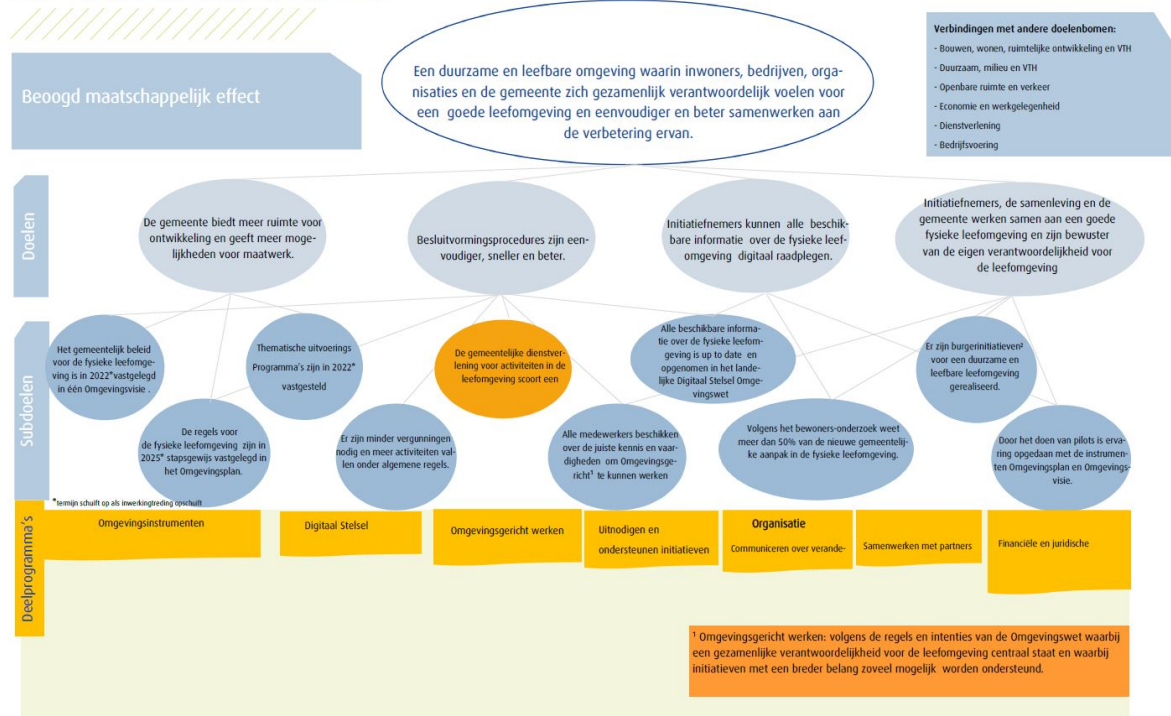 Beoogd maatschappelijk effect
Een duurzame en leefbare omgeving waarin inwoners, bedrijven, orga-
nisaties en de gemeente zich gezamenlijk verantwoordelijk voelen voor
een goede leefomgeving en eenvoudiger en beter samenwerken aan
de verbetering ervan.
Verbindingen met andere doelenbomen:
- Bouwen, wonen, ruimtelijke ontwikkeling en VTH
- Duurzaam, milieu en VTH
- Openbare ruimte en verkeer
- Economie en werkgelegenheid
- Dienstverlening
- Bedrijfsvoering
Doelen
De gemeente biedt meer ruimte voor
ontwikkeling en geeft meer moge-
lijkheden voor maatwerk.
Besluitvormingsprocedures zijn een-
voudiger, sneller en beter.
Initiatiefnemers kunnen alle beschik-
bare informatie over de fysieke leef-
omgeving digitaal raadplegen.
Initiatiefnemers, de samenleving en de
gemeente werken samen aan een goede
fysieke leefomgeving en zijn bewuster
van de eigen verantwoordelijkheid voor
de leefomgeving
Subdoelen
Het gemeentelijk beleid
voor de fysieke leefomge-
ving is in 2022*vastgelegd
in één Omgevingsvisie .
Thematische uitvoerings
Programma's zijn in 2022*
vastgesteld
De gemeentelijke dienstver-
lening voor activiteiten in de
leefomgeving scoort een
Alle beschikbare informa-
tie over de fysieke leefom-
geving is up to date en
opgenomen in het lande-
lijke Digitaal Stelsel Omge-
vingswet
Er zijn burgerinitiatieven²
voor een duurzame en
leefbare leefomgeving
gerealiseerd.
De regels voor
de fysieke leefomgeving zijn in
2025* stapsgewijs vastgelegd in
het Omgevingsplan.
Er zijn minder vergunningen
nodig en meer activiteiten val-
len onder algemene regels.
Alle medewerkers beschikken
over de juiste kennis en vaar-
digheden om Omgevingsge-
richt¹ te kunnen werken
Volgens het bewoners-onderzoek weet
meer dan 50% van de nieuwe gemeentelij-
ke aanpak in de fysieke leefomgeving.
Door het doen van pilots is erva-
ring opgedaan met de instrumen-
ten Omgevingsplan en Omgevings-
visie.
*termijn schuift op als inwerkingtreding opschuift
Deelprogramma's
Omgevingsinstrumenten
Digitaal Stelsel
Omgevingsgericht werken
Uitnodigen en
ondersteunen initiatieven
Organisatie
Communiceren over verande-
Samenwerken met partners
Financiële en juridische
¹ Omgevingsgericht werken: volgens de regels en intenties van de Omgevingswet waarbij
een gezamenlijke verantwoordelijkheid voor de leefomgeving centraal staat en waarbij
initiatieven met een breder belang zoveel mogelijk worden ondersteund.